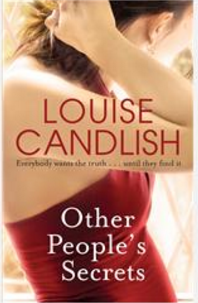 LOUISE
CANDLISH
Everybody wants the truth . . . until they find it
Other
People's
Secrets